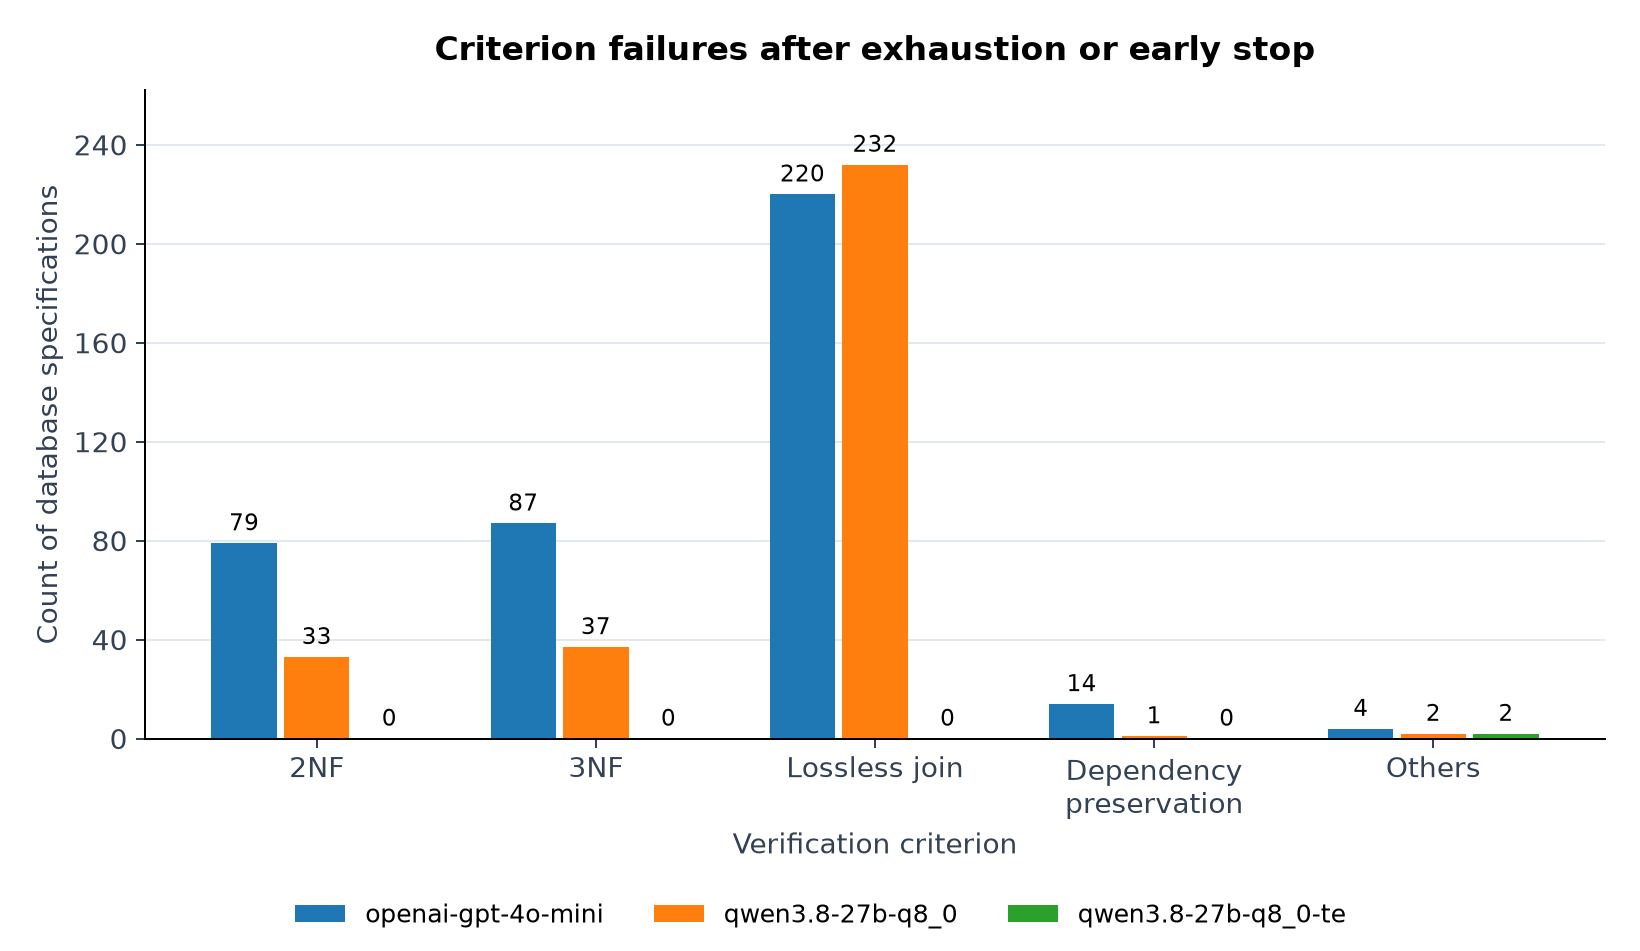 Criterion failures after exhaustion or early stop
Count of database specifications
240
200
160
120
80
40
0
79
33
0
87
37
0
220
232
0
14
1
0
4
2
2
2NF
3NF
Lossless join
Dependency
preservation
Others
Verification criterion
openai-gpt-4o-mini
qwen3.8-27b-q8_0
qwen3.8-27b-q8_0-te